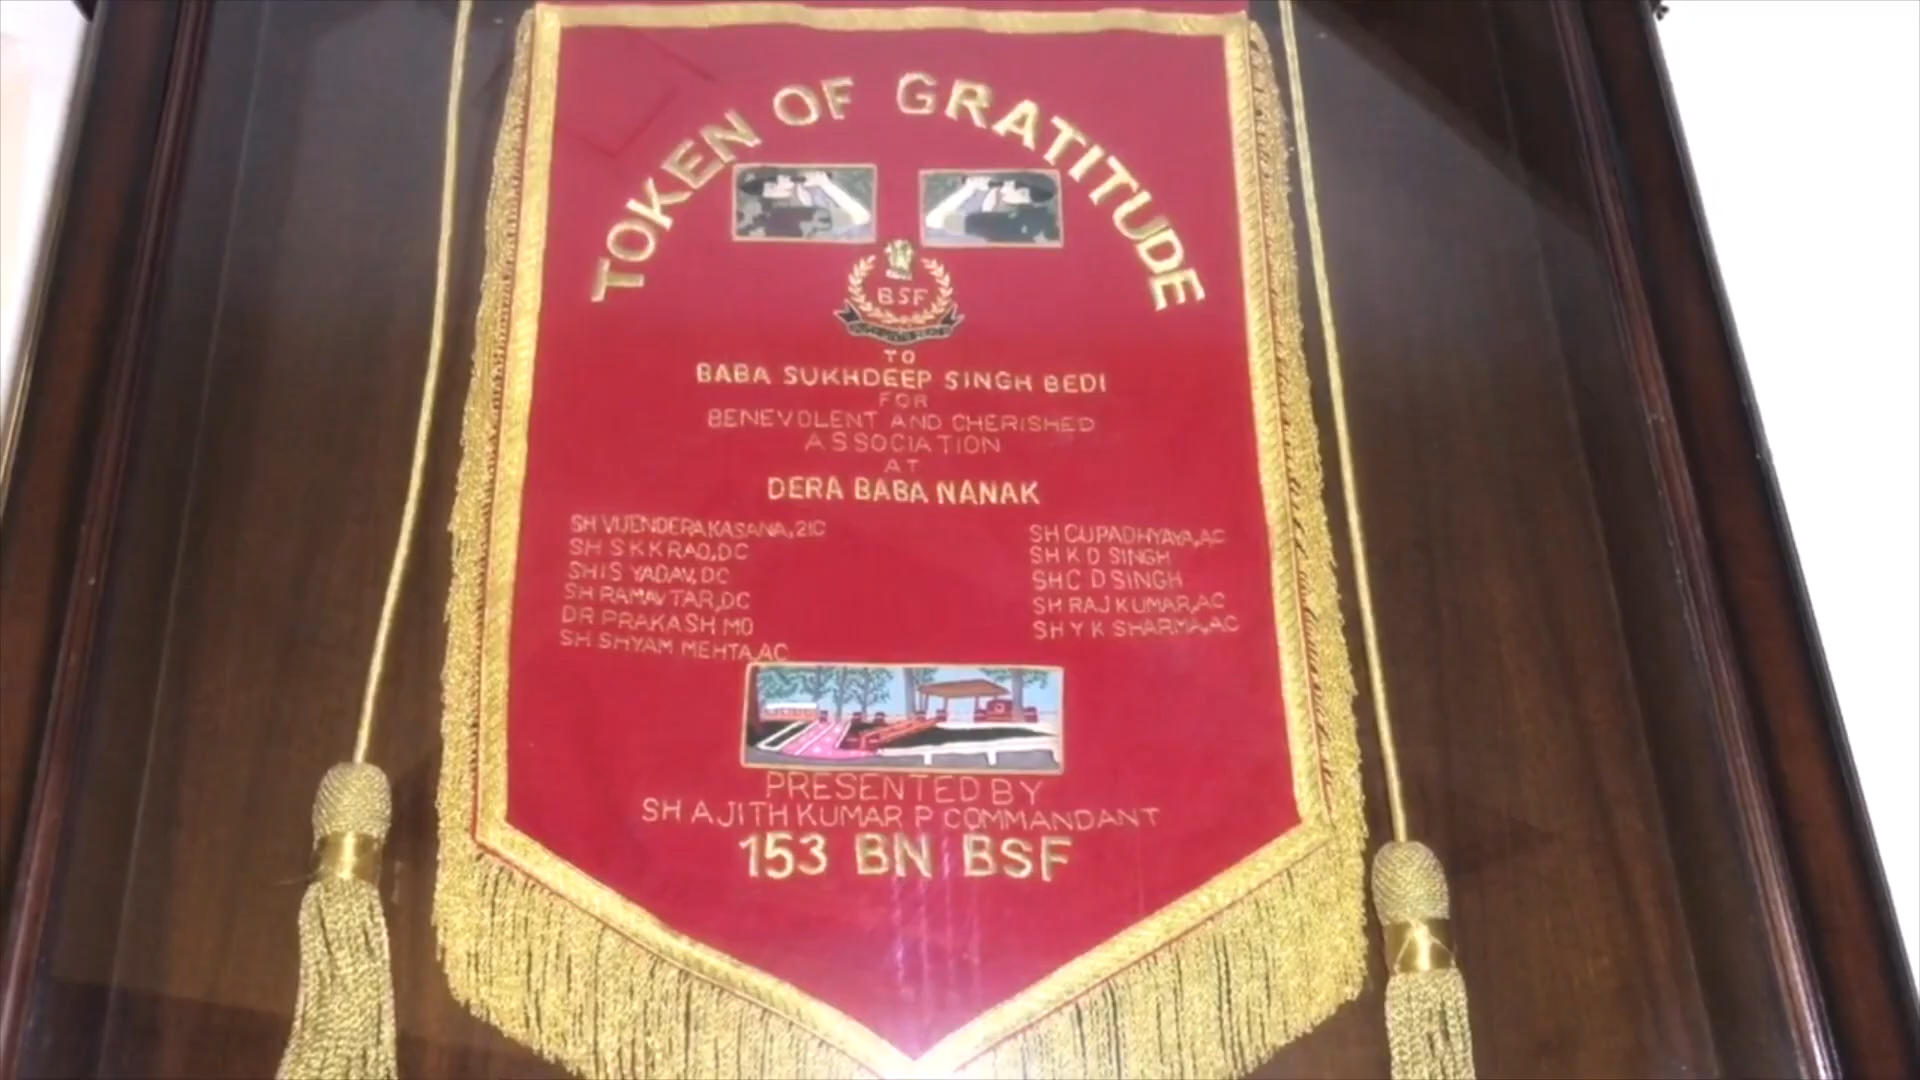 TOKEN OF GRATITUDE
BSF
TO
BABA SUKHDEEP SINGH BEDI
FOR
BENEVOLENT AND CHERISHED
ASSOCIATION
AT
DERA BABA NANAK
SH VIJENDERA KASANA, 2IC
SH S K K RAO, DC
SH I S YADAV, DC
SH RAMAVTAR, DC
DR PRAKASH MO
SH SHYAM MEHTA, AC
SH C UPADHYAYA, AC
SH K D SINGH
SH C D SINGH
SH RAJ KUMAR, AC
SH Y K SHARMA, AC
PRESENTED BY
SH AJITH KUMAR P COMMANDANT
153 BN BSF